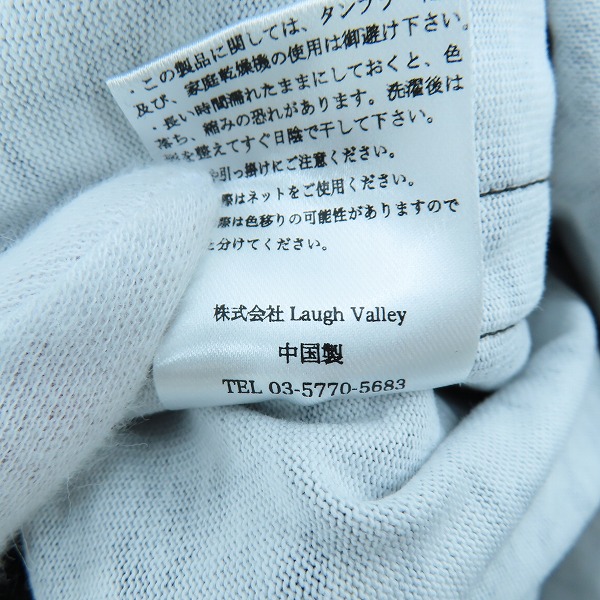 ・この製品に関しては、タンブラー
及び、家庭乾燥機の使用は御避け下さい。
・長い時間濡れたままにしておくと、色
落ち、縮みの恐れがあります。洗濯後は
を整えてすぐ日陰で干して下さい。
や引っ掛けにご注意ください。
際はネットをご使用ください。
際は色移りの可能性がありますので
と分けてください。
株式会社 Laugh Valley
中国製
TEL 03-5770-5683